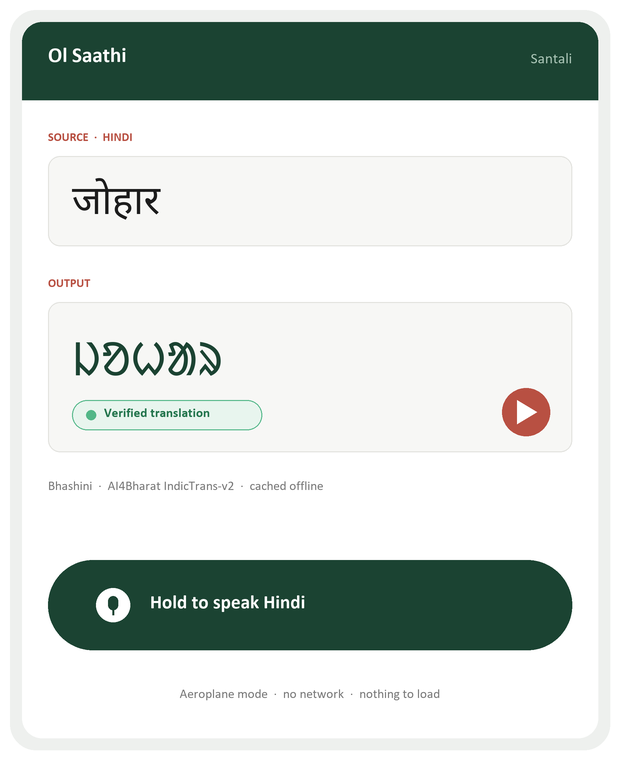 Ol Saathi
Santali
SOURCE · HINDI
जोहार
OUTPUT
ᱡᱚᱦᱟᱨ
Verified translation
Bhashini · AI4Bharat IndicTrans-v2 · cached offline
Hold to speak Hindi
Aeroplane mode · no network · nothing to load